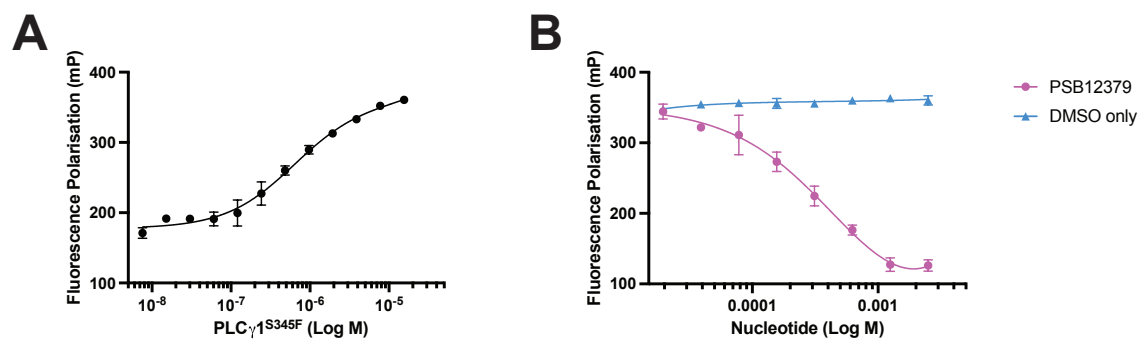 A
Fluorescence Polarisation (mP)
400
300
200
100
10⁻⁸ 10⁻⁷ 10⁻⁶ 10⁻⁵
PLCγ1ˢ³⁴⁵ᶠ (Log M)
B
Fluorescence Polarisation (mP)
400
300
200
100
0.0001 0.001
Nucleotide (Log M)
PSB12379
DMSO only